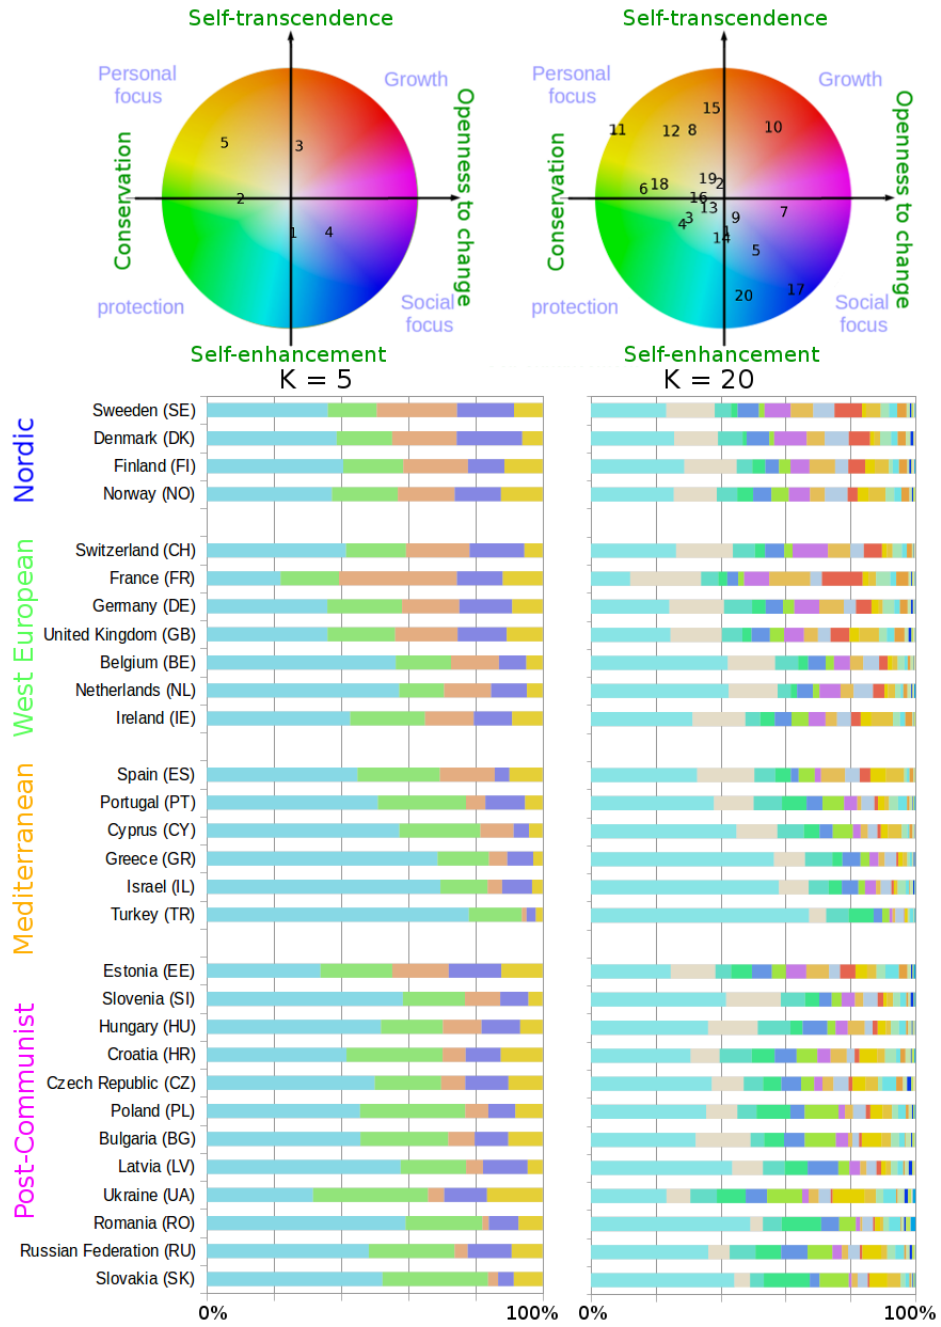 Self-transcendence
Personal
focus
Growth
Conservation
Openness to change
5
3
2
1
4
protection
Social
focus
Self-enhancement
K = 5
Self-transcendence
Personal
focus
Growth
Conservation
Openness to change
15
11
12
8
10
19
2
6
18
16
13
7
3
4
9
1
14
5
20
17
protection
Social
focus
Self-enhancement
K = 20
Nordic
Sweden (SE)
Denmark (DK)
Finland (FI)
Norway (NO)
West European
Switzerland (CH)
France (FR)
Germany (DE)
United Kingdom (GB)
Belgium (BE)
Netherlands (NL)
Ireland (IE)
Mediterranean
Spain (ES)
Portugal (PT)
Cyprus (CY)
Greece (GR)
Israel (IL)
Turkey (TR)
Post-Communist
Estonia (EE)
Slovenia (SI)
Hungary (HU)
Croatia (HR)
Czech Republic (CZ)
Poland (PL)
Bulgaria (BG)
Latvia (LV)
Ukraine (UA)
Romania (RO)
Russian Federation (RU)
Slovakia (SK)
0%
100%
0%
100%